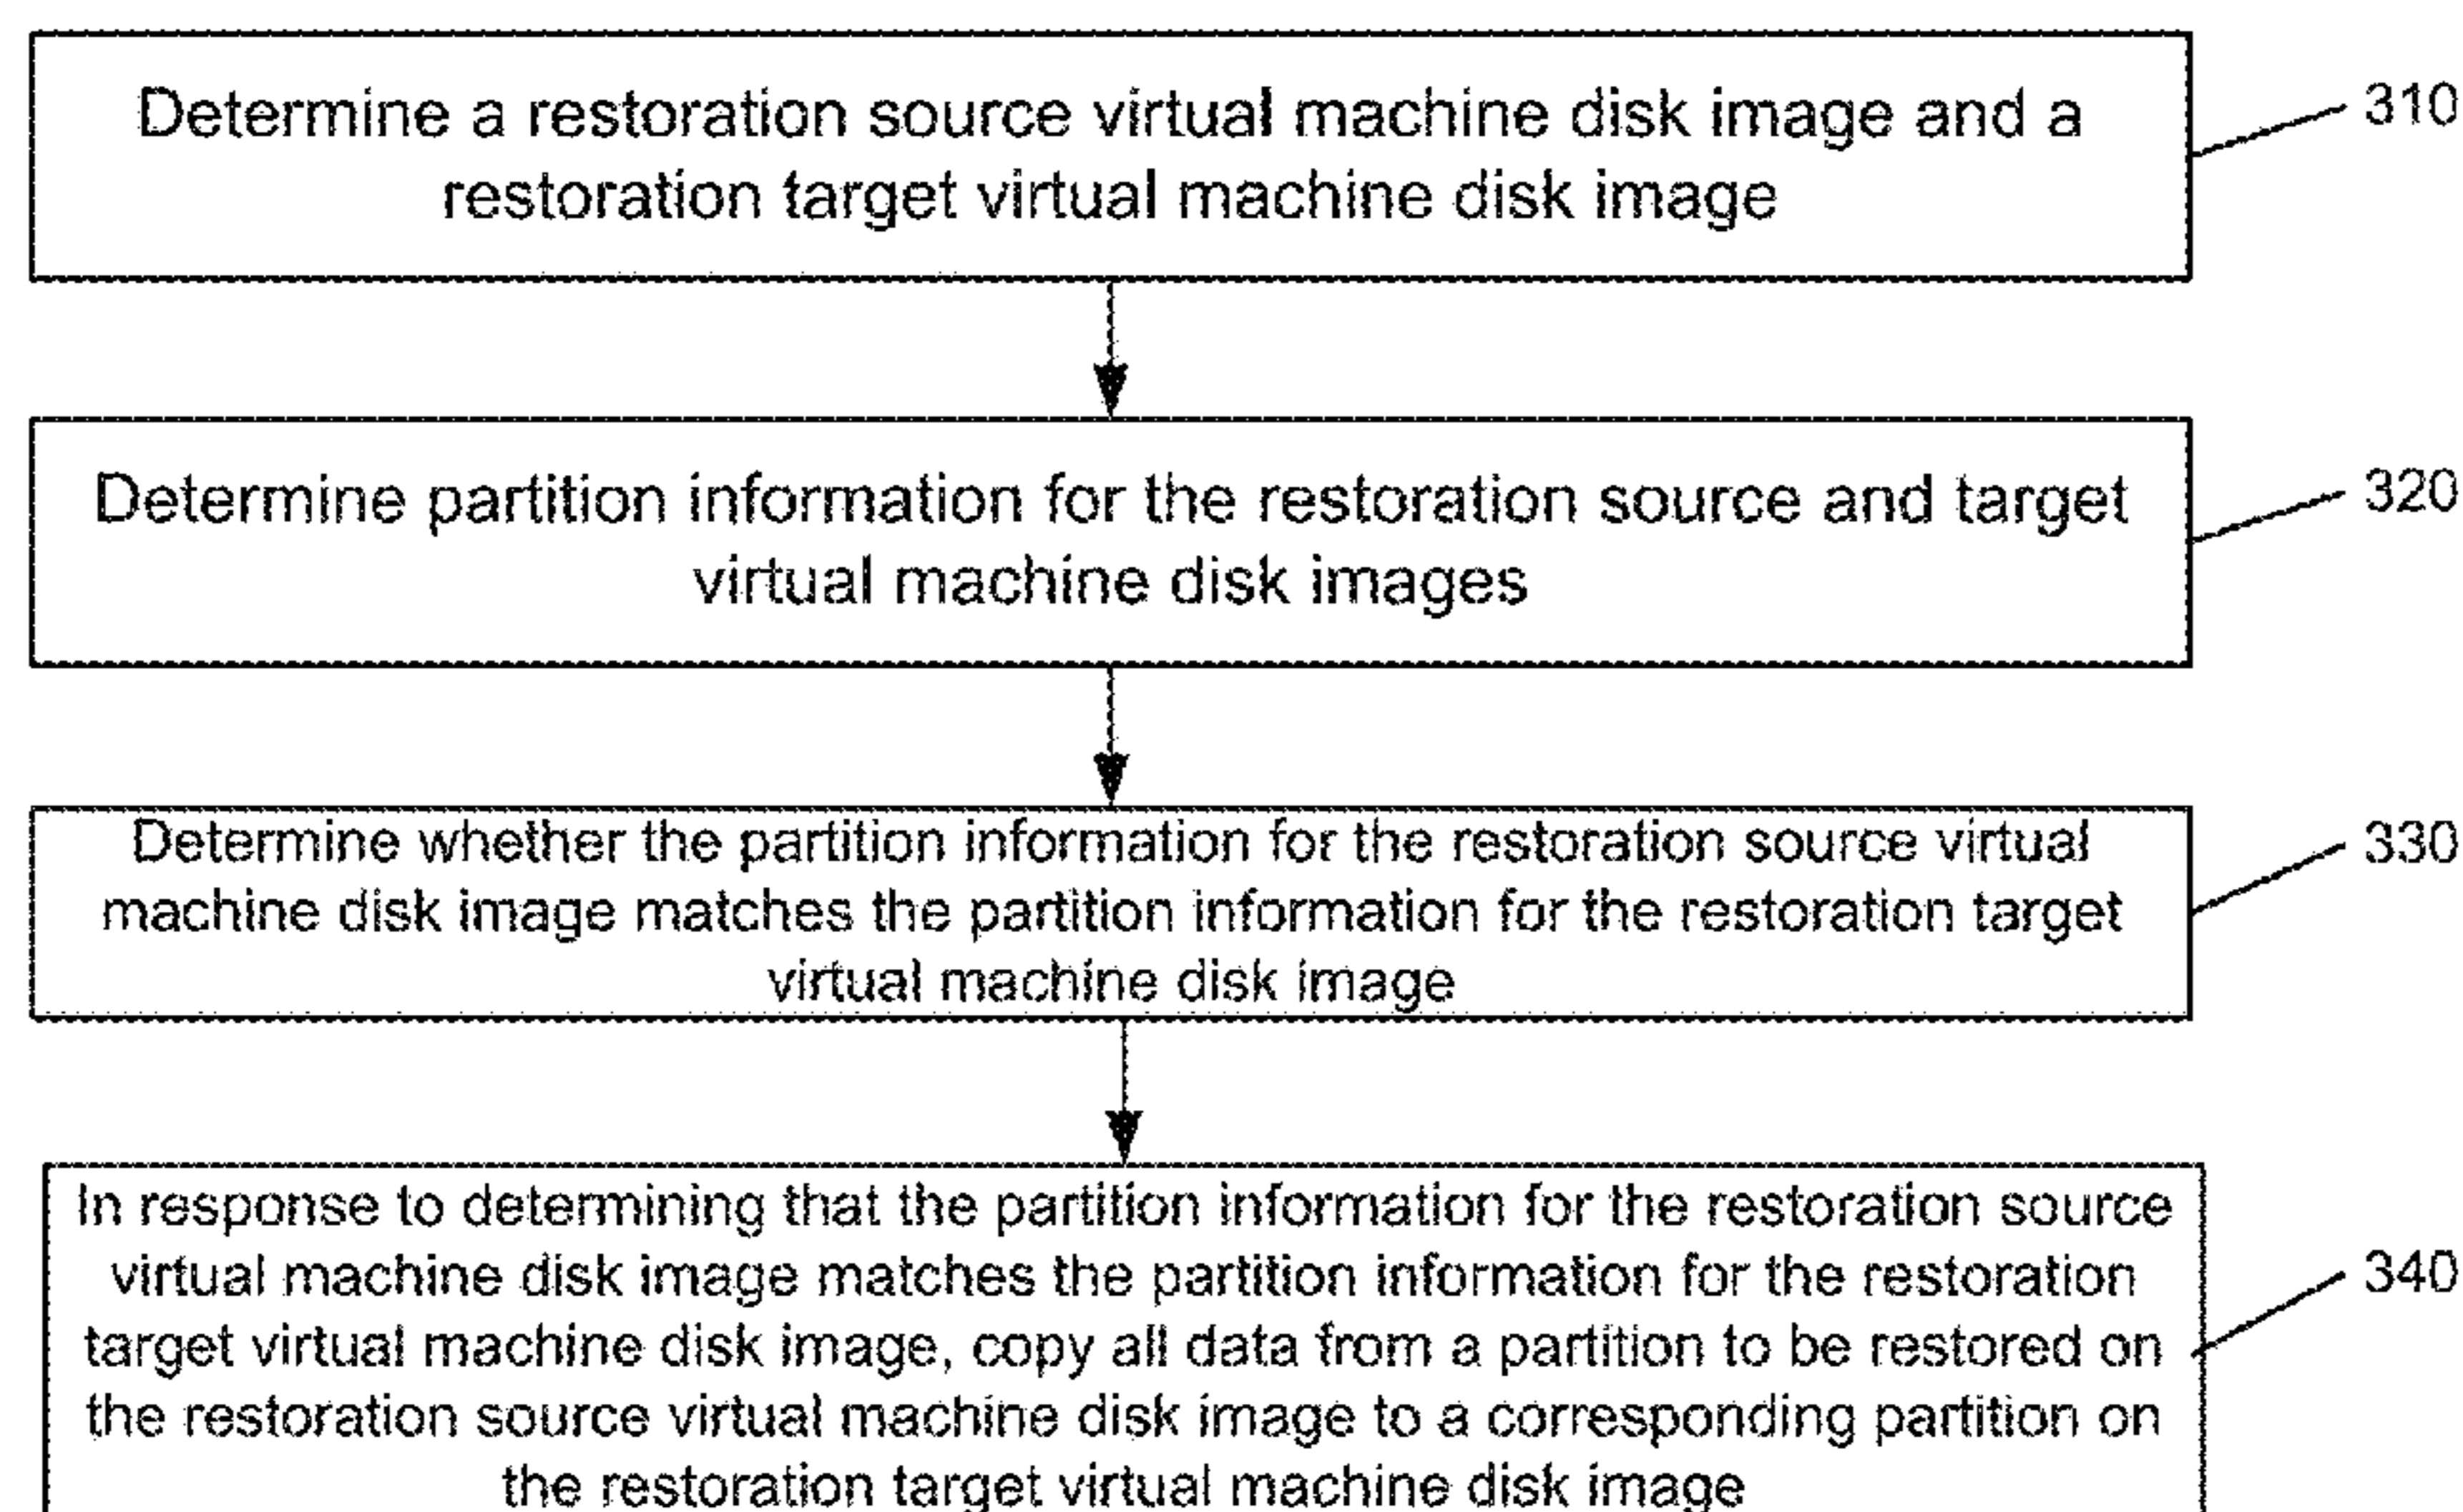 Determine a restoration source virtual machine disk image and a
restoration target virtual machine disk image
310
Determine partition information for the restoration source and target
virtual machine disk images
320
Determine whether the partition information for the restoration source virtual
machine disk image matches the partition information for the restoration target
virtual machine disk image
330
In response to determining that the partition information for the restoration source
virtual machine disk image matches the partition information for the restoration
target virtual machine disk image, copy all data from a partition to be restored on
the restoration source virtual machine disk image to a corresponding partition on
the restoration target virtual machine disk image
340